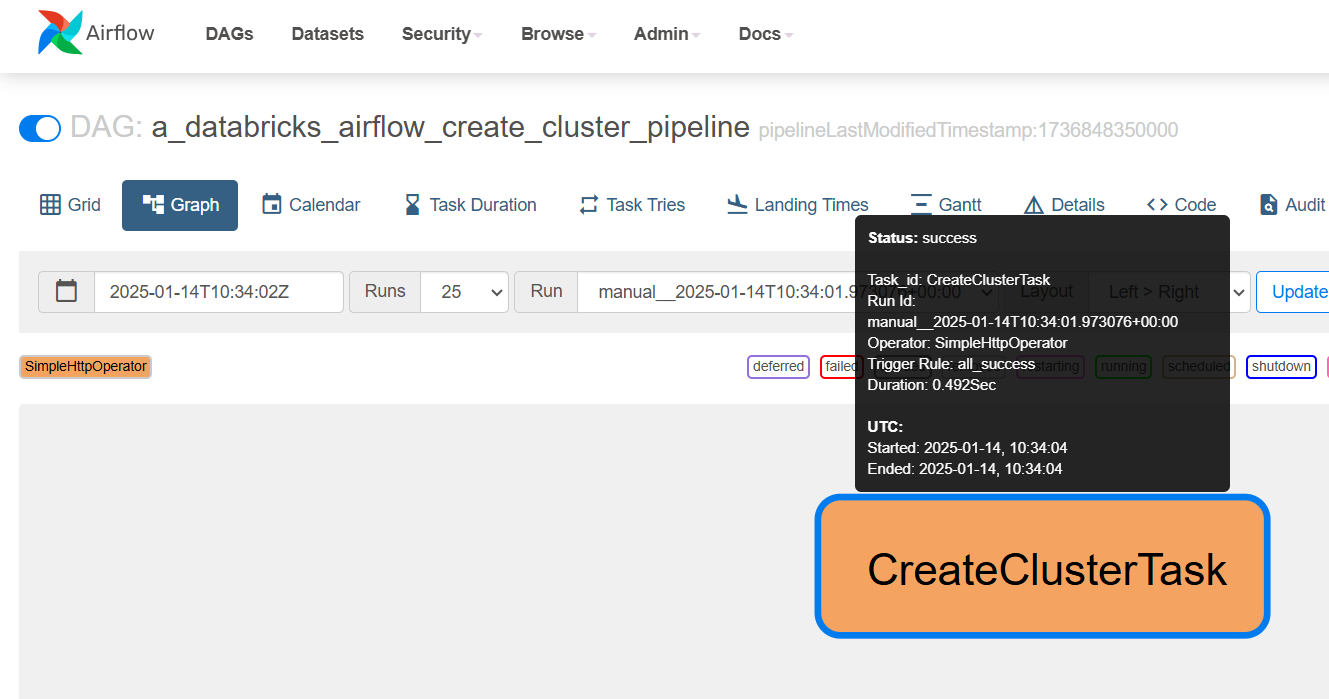 Airflow DAGs Datasets Security Browse Admin Docs
DAG: a_databricks_airflow_create_cluster_pipeline pipelineLastModifiedTimestamp:1736848350000
Grid Graph Calendar Task Duration Task Tries Landing Times Gantt Details Code Audit
2025-01-14T10:34:02Z Runs 25 Run manual__2025-01-14T10:34:01.973076+00:00 Layout Left > Right Update
SimpleHttpOperator deferred failed running scheduled shutdown
Status: success
Task_id: CreateClusterTask
Run Id:
manual__2025-01-14T10:34:01.973076+00:00
Operator: SimpleHttpOperator
Trigger Rule: all_success
Duration: 0.492Sec
UTC:
Started: 2025-01-14, 10:34:04
Ended: 2025-01-14, 10:34:04
CreateClusterTask